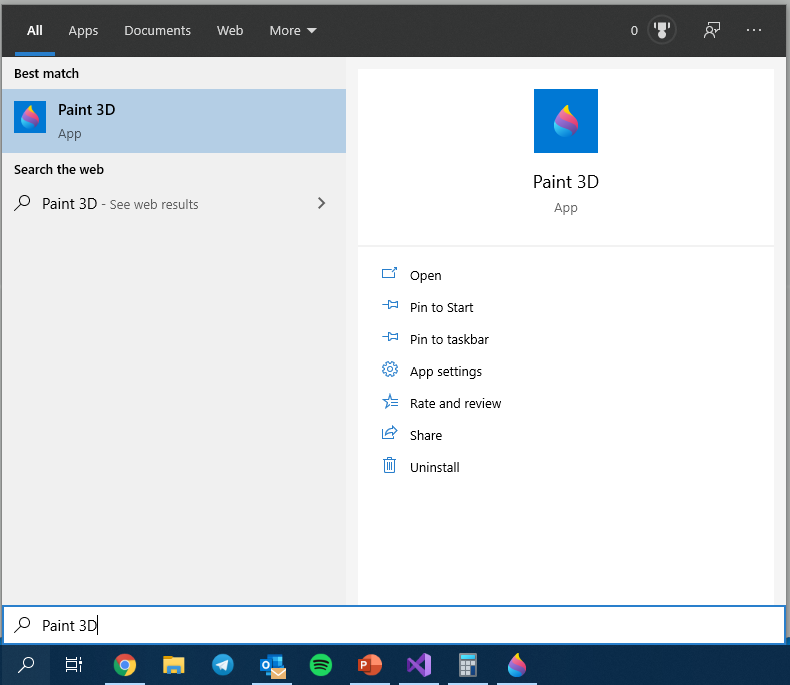 All Apps Documents Web More 0
Best match
Paint 3D
App
Search the web
Paint 3D - See web results
Paint 3D
App
Open
Pin to Start
Pin to taskbar
App settings
Rate and review
Share
Uninstall
Paint 3D